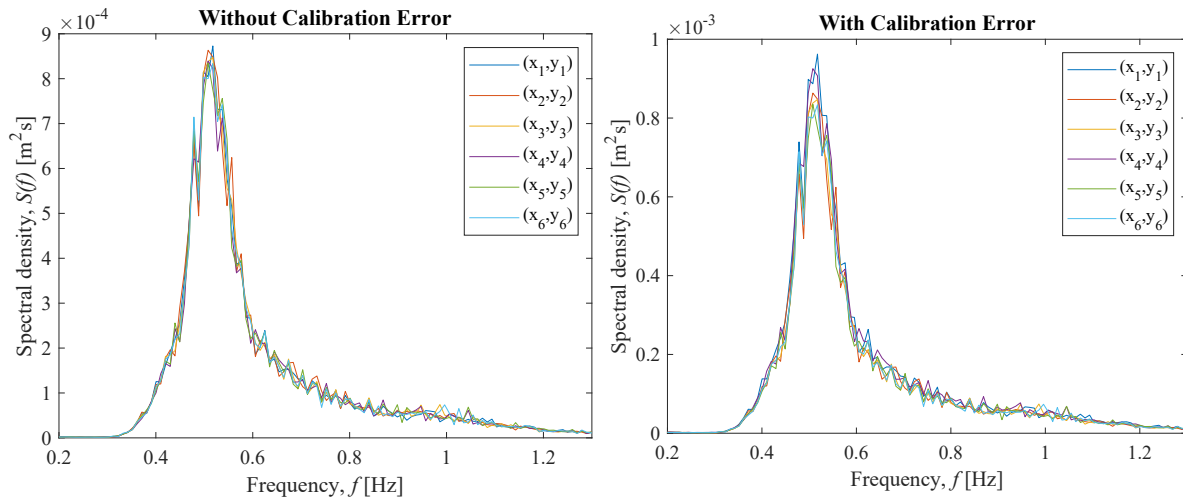 Without Calibration Error
×10⁻⁴
9
8
7
6
5
4
3
2
1
0
Spectral density, S(f) [m² s]
0.2 0.4 0.6 0.8 1 1.2
Frequency, f [Hz]
(x₁,y₁)
(x₂,y₂)
(x₃,y₃)
(x₄,y₄)
(x₅,y₅)
(x₆,y₆)
With Calibration Error
×10⁻³
1
0.8
0.6
0.4
0.2
0
Spectral density, S(f) [m² s]
0.2 0.4 0.6 0.8 1 1.2
Frequency, f [Hz]
(x₁,y₁)
(x₂,y₂)
(x₃,y₃)
(x₄,y₄)
(x₅,y₅)
(x₆,y₆)